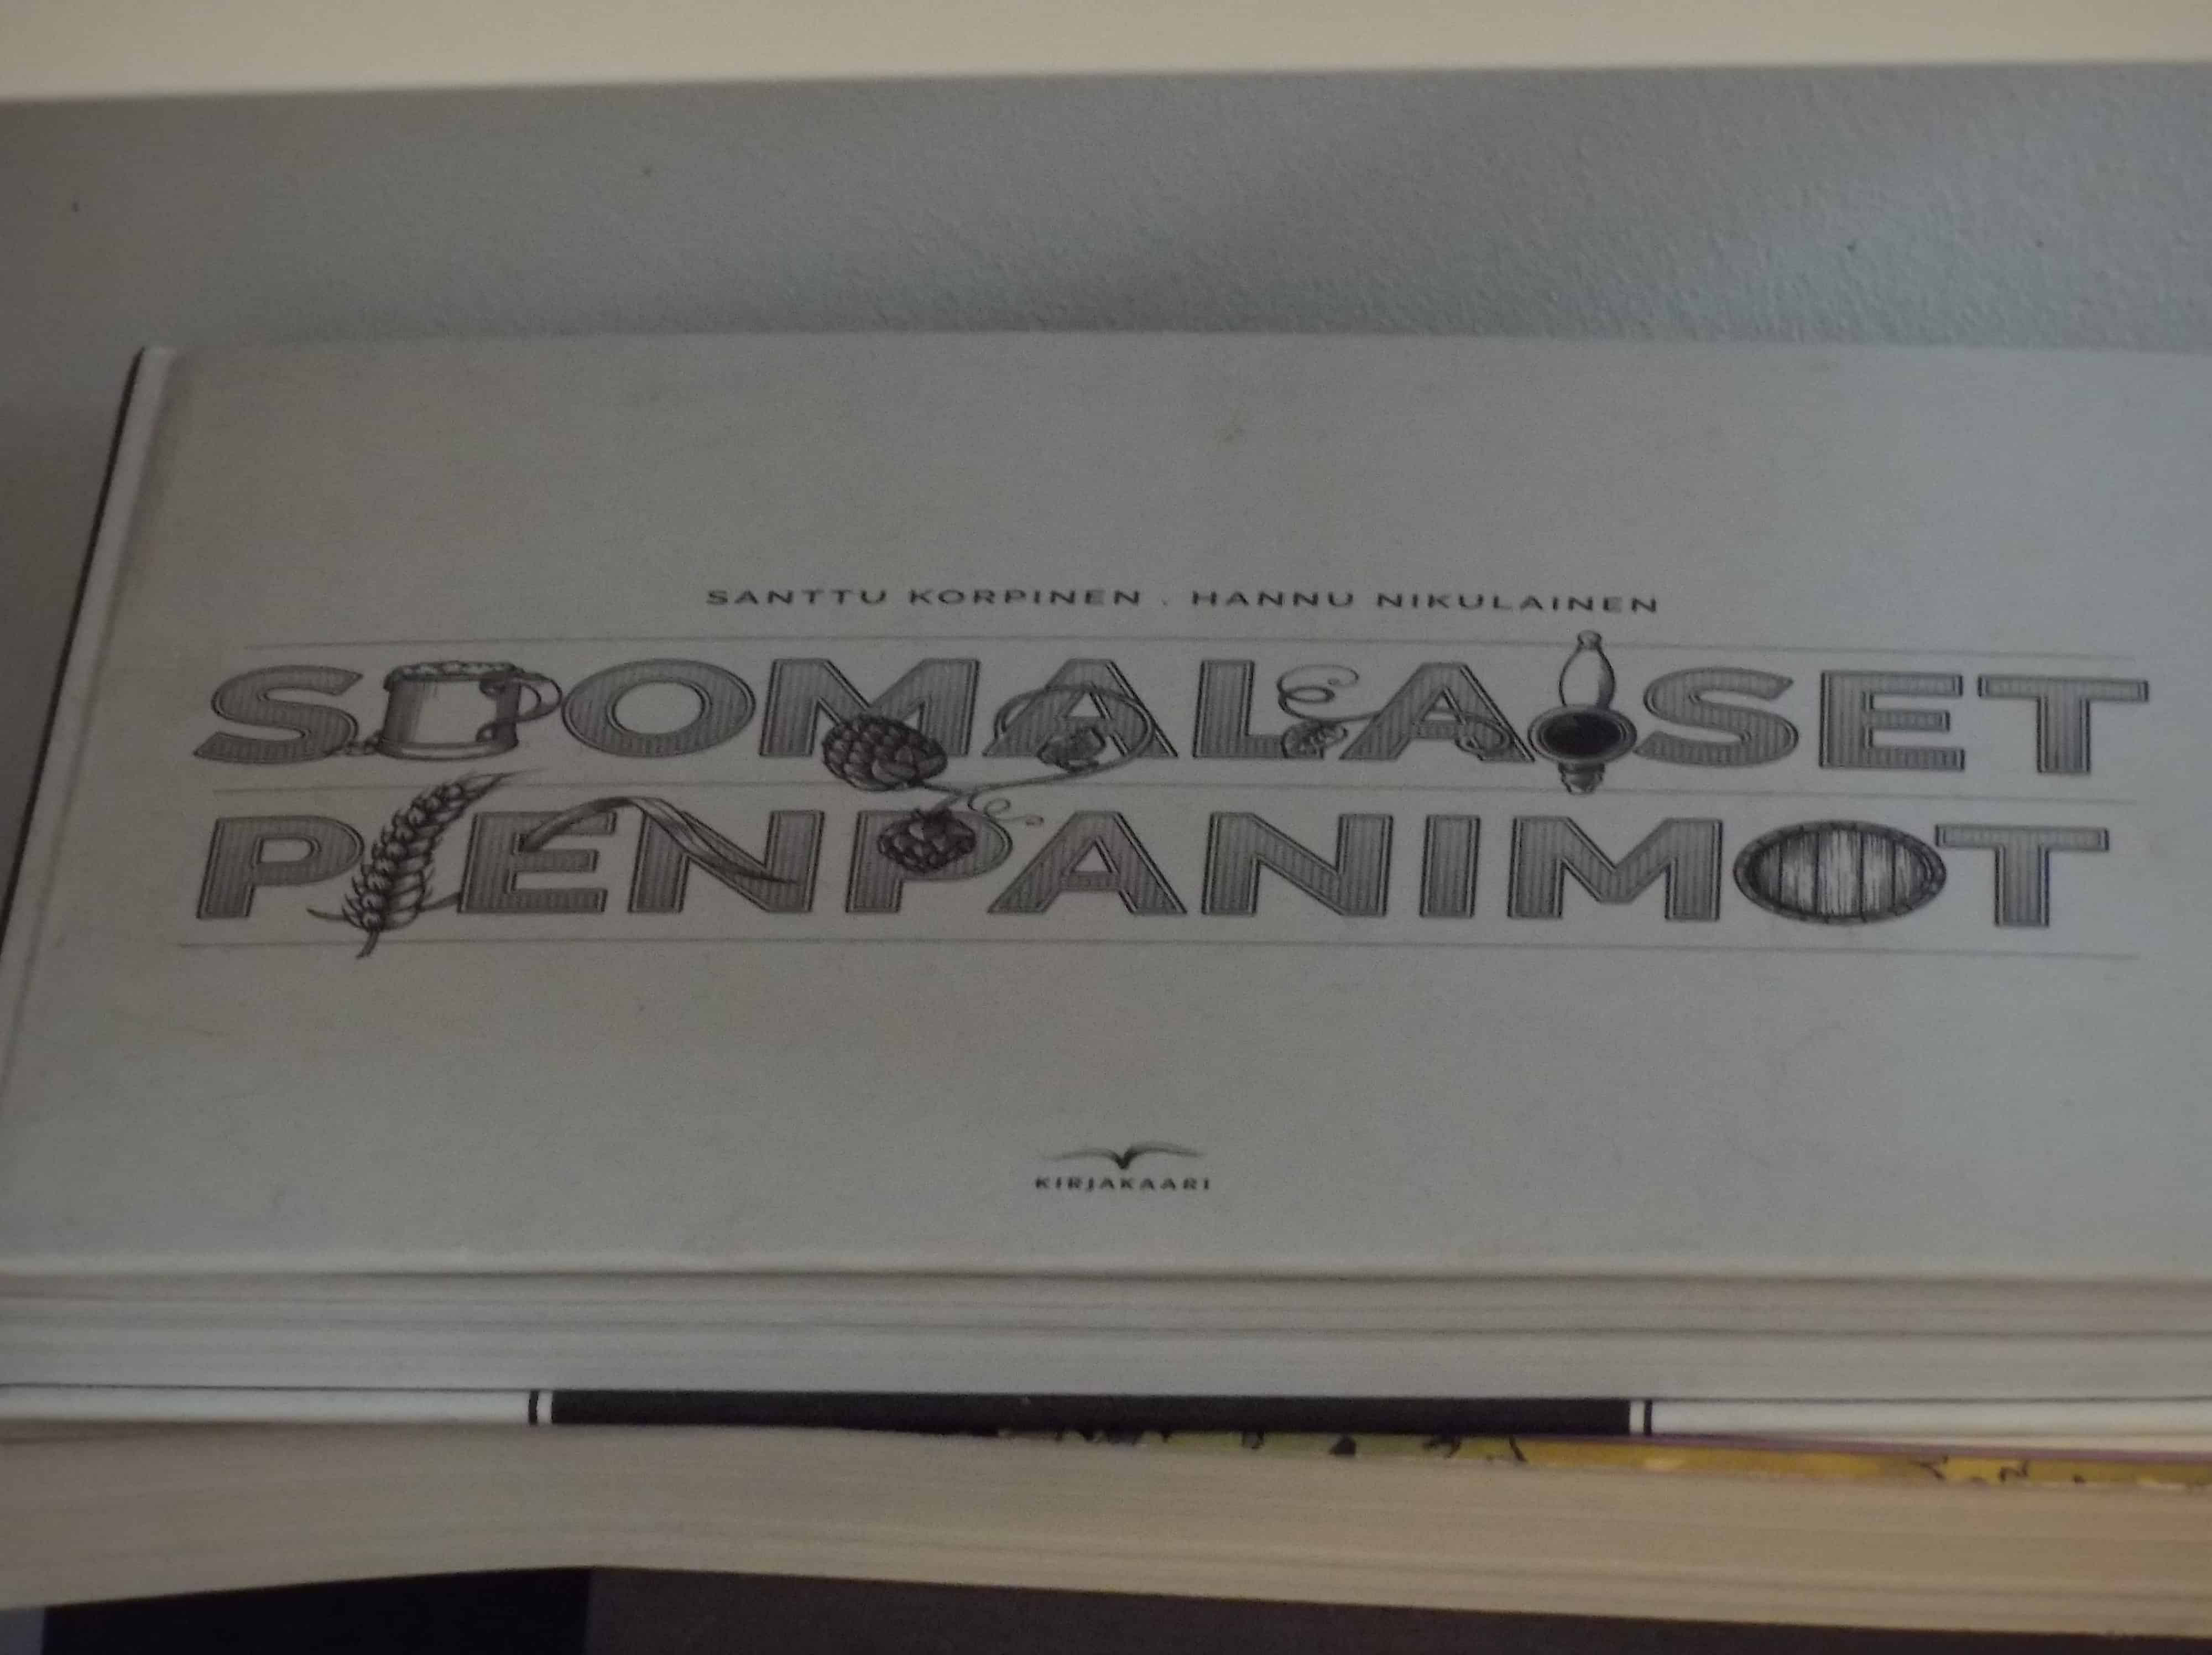 SANTTU KORPINEN . HANNU NIKULAINEN
SUOMALAISET
PIENPANIMOT
KIRJAKAARI